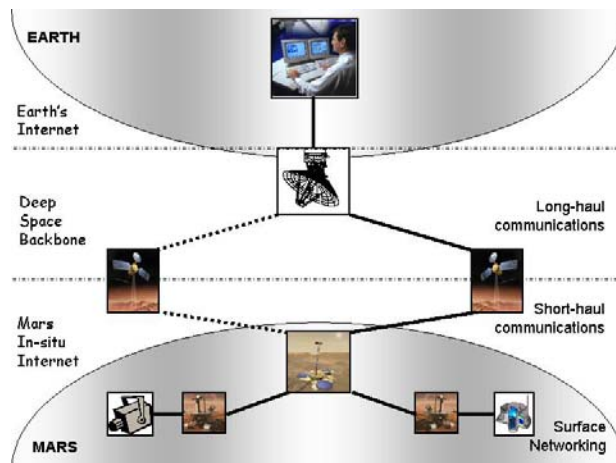 EARTH
Earth's
Internet
Deep
Space
Backbone
Long-haul
communications
Mars
In-situ
Internet
Short-haul
communications
Surface
Networking
MARS